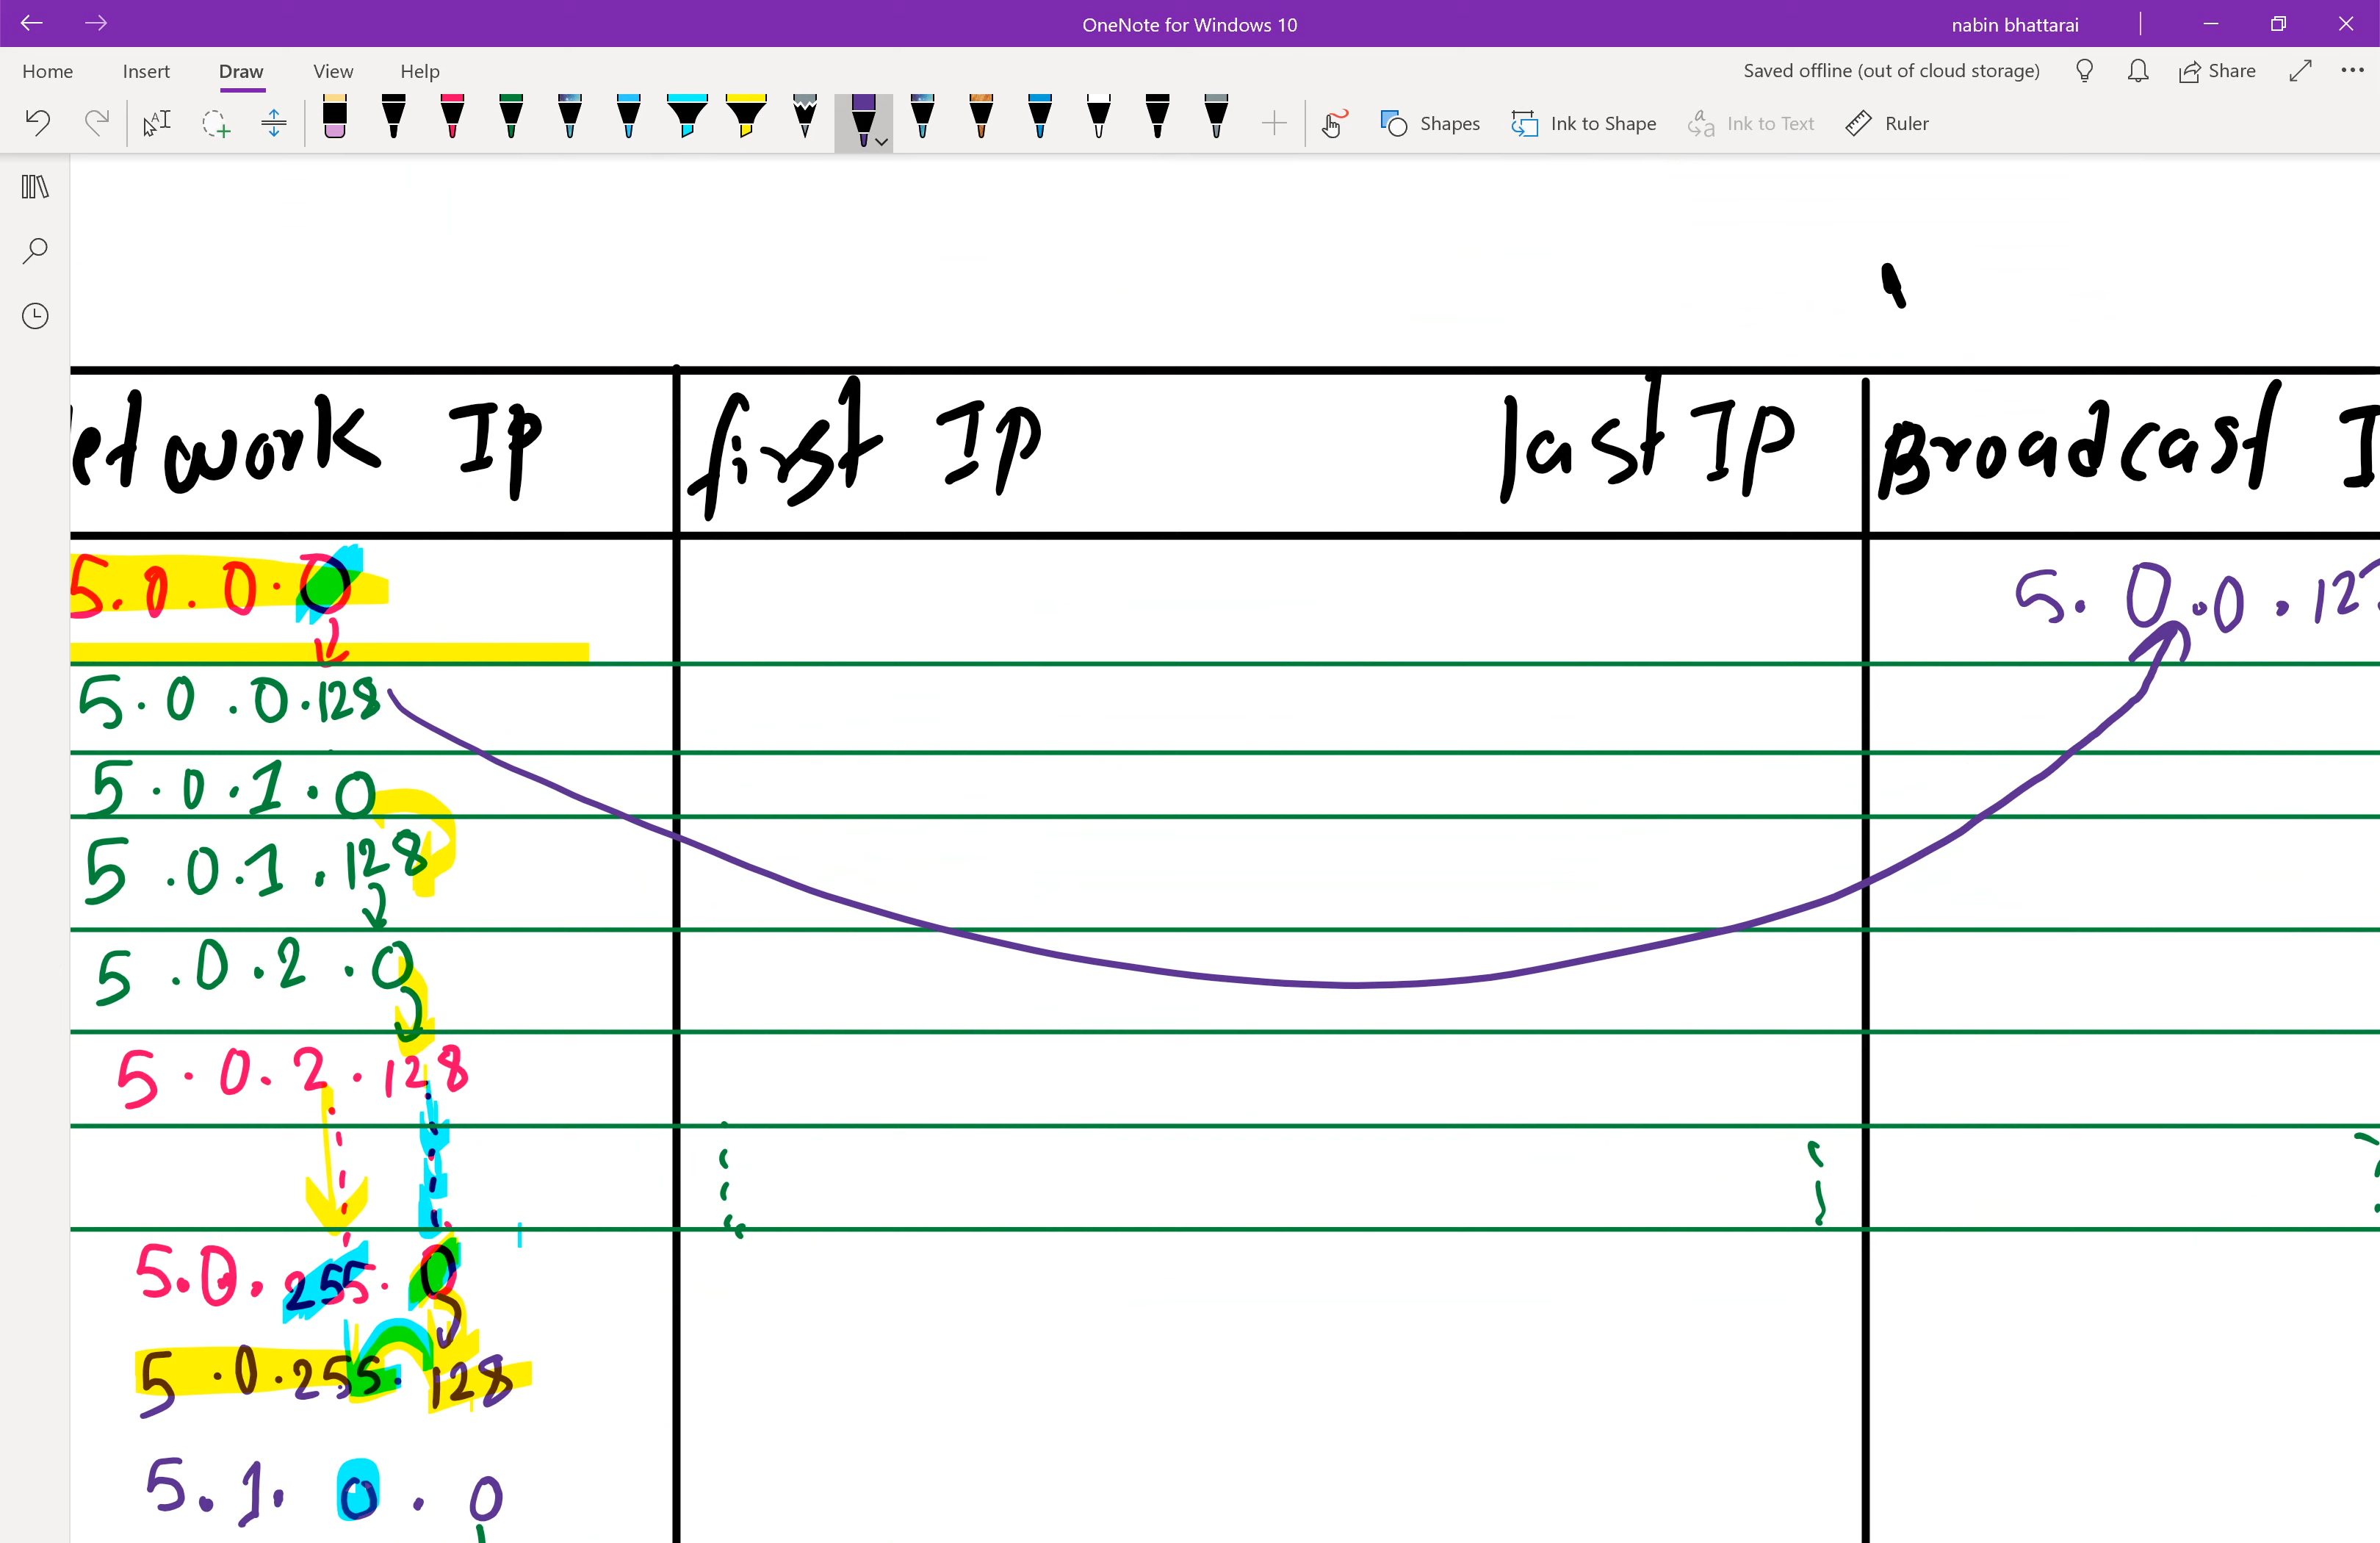 OneNote for Windows 10 nabin bhattarai
Home Insert Draw View Help Saved offline (out of cloud storage) Share
Shapes Ink to Shape Ink to Text Ruler
etwork IP first IP last IP Broadcast I
5.0.0.0 5.0.0.127
5.0.0.128
5.0.1.0
5.0.1.128
5.0.2.0
5.0.2.128
5.0.255.0
5.0.255.128
5.1.0.0